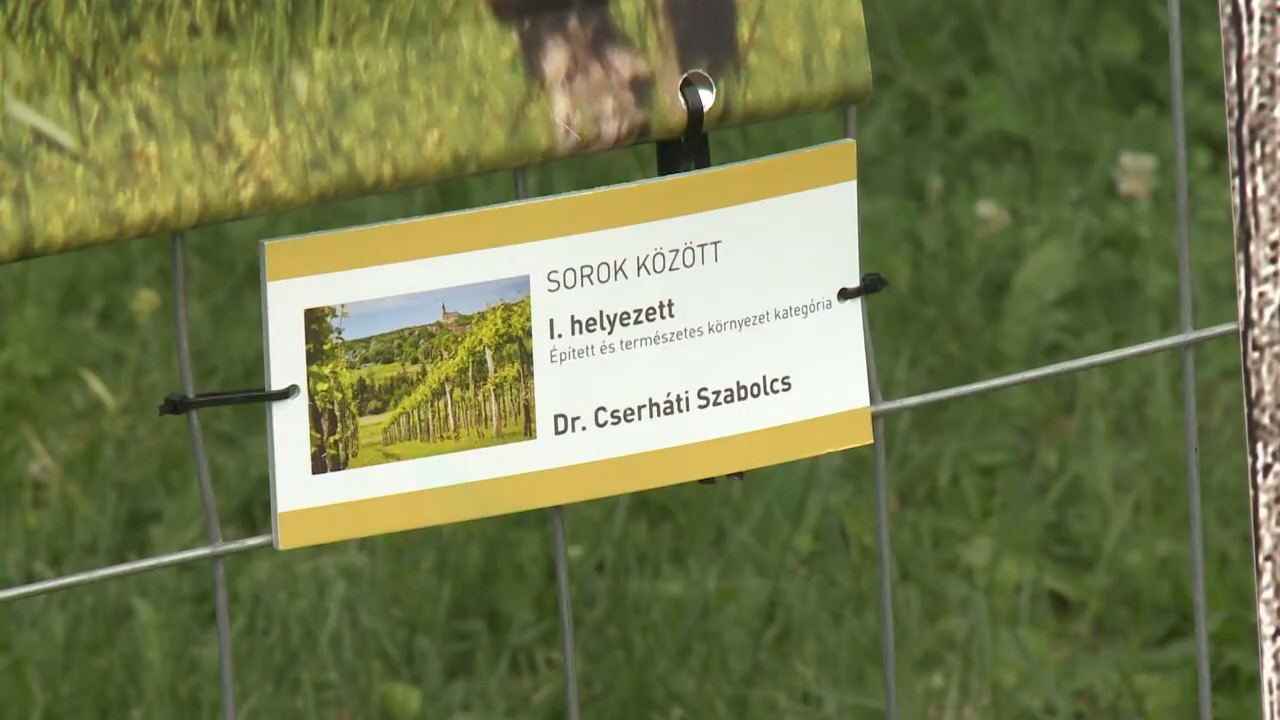 SOROK KÖZÖTT
I. helyezett
Épített és természetes környezet kategória
Dr. Cserháti Szabolcs